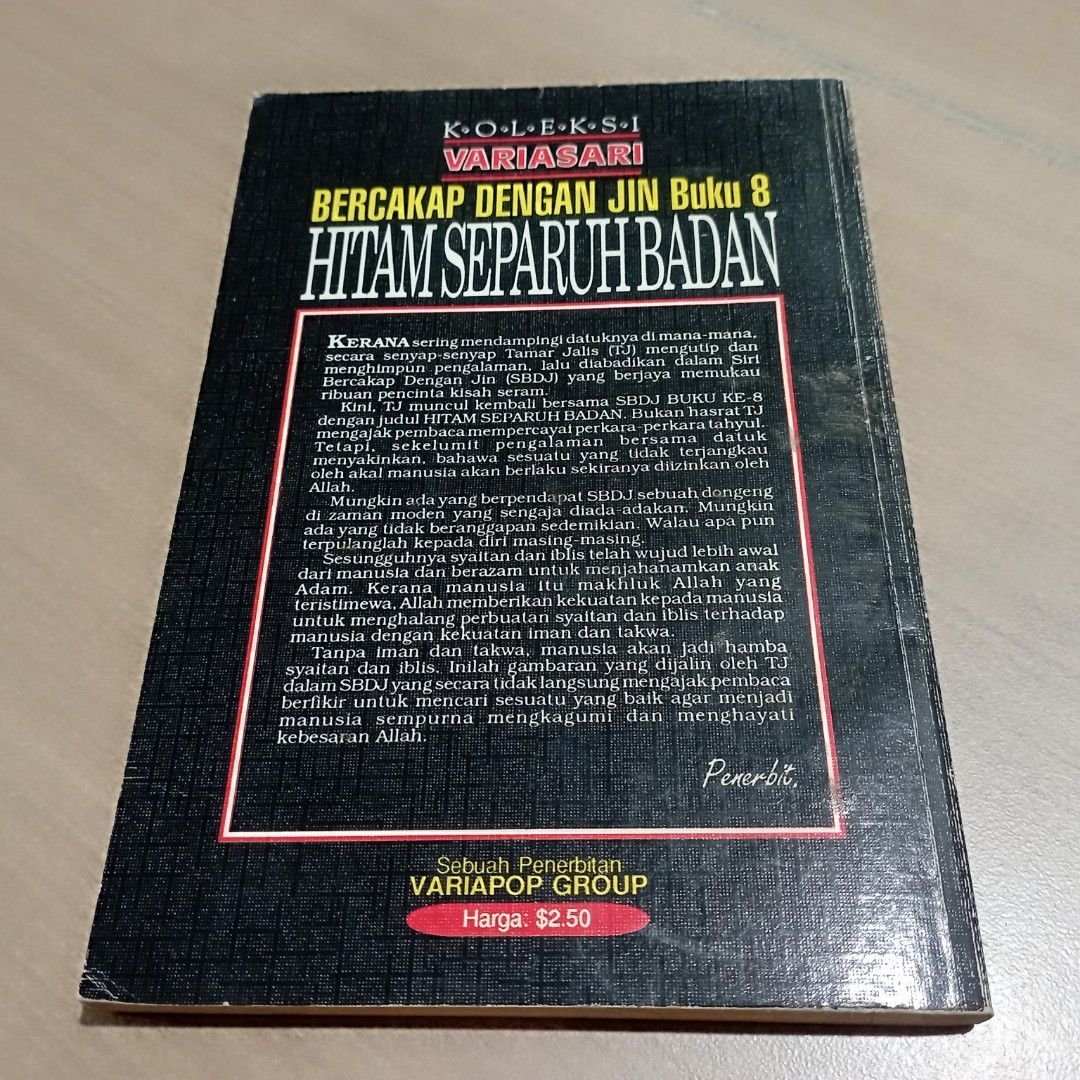 K•O•L•E•K•S•I
VARIASARI
BERCAKAP DENGAN JIN Buku 8
HITAM SEPARUH BADAN
KERANA sering mendampingi datuknya di mana-mana,
secara senyap-senyap Tamar Jalis (TJ) mengutip dan
menghimpun pengalaman, lalu diabadikan dalam Siri
Bercakap Dengan Jin (SBDJ) yang berjaya memukau
ribuan pencinta kisah seram.
Kini, TJ muncul kembali bersama SBDJ BUKU KE-8
dengan judul HITAM SEPARUH BADAN. Bukan hasrat TJ
mengajak pembaca mempercayai perkara-perkara tahyul.
Tetapi, sekelumit pengalaman bersama datuk
menyakinkan, bahawa sesuatu yang tidak terjangkau
oleh akal manusia akan berlaku sekiranya diizinkan oleh
Allah.
Mungkin ada yang berpendapat SBDJ sebuah dongeng
di zaman moden yang sengaja diada-adakan. Mungkin
ada yang tidak beranggapan sedemikian. Walau apa pun
terpulanglah kepada diri masing-masing.
Sesungguhnya syaitan dan iblis telah wujud lebih awal
dari manusia dan berazam untuk menjahanamkan anak
Adam. Kerana manusia itu makhluk Allah yang
teristimewa, Allah memberikan kekuatan kepada manusia
untuk menghalang perbuatan syaitan dan iblis terhadap
manusia dengan kekuatan iman dan takwa.
Tanpa iman dan takwa, manusia akan jadi hamba
syaitan dan iblis. Inilah gambaran yang dijalin oleh TJ
dalam SBDJ yang secara tidak langsung mengajak pembaca
berfikir untuk mencari sesuatu yang baik agar menjadi
manusia sempurna mengkagumi dan menghayati
kebesaran Allah.
Penerbit.
Sebuah Penerbitan
VARIAPOP GROUP
Harga: $2.50